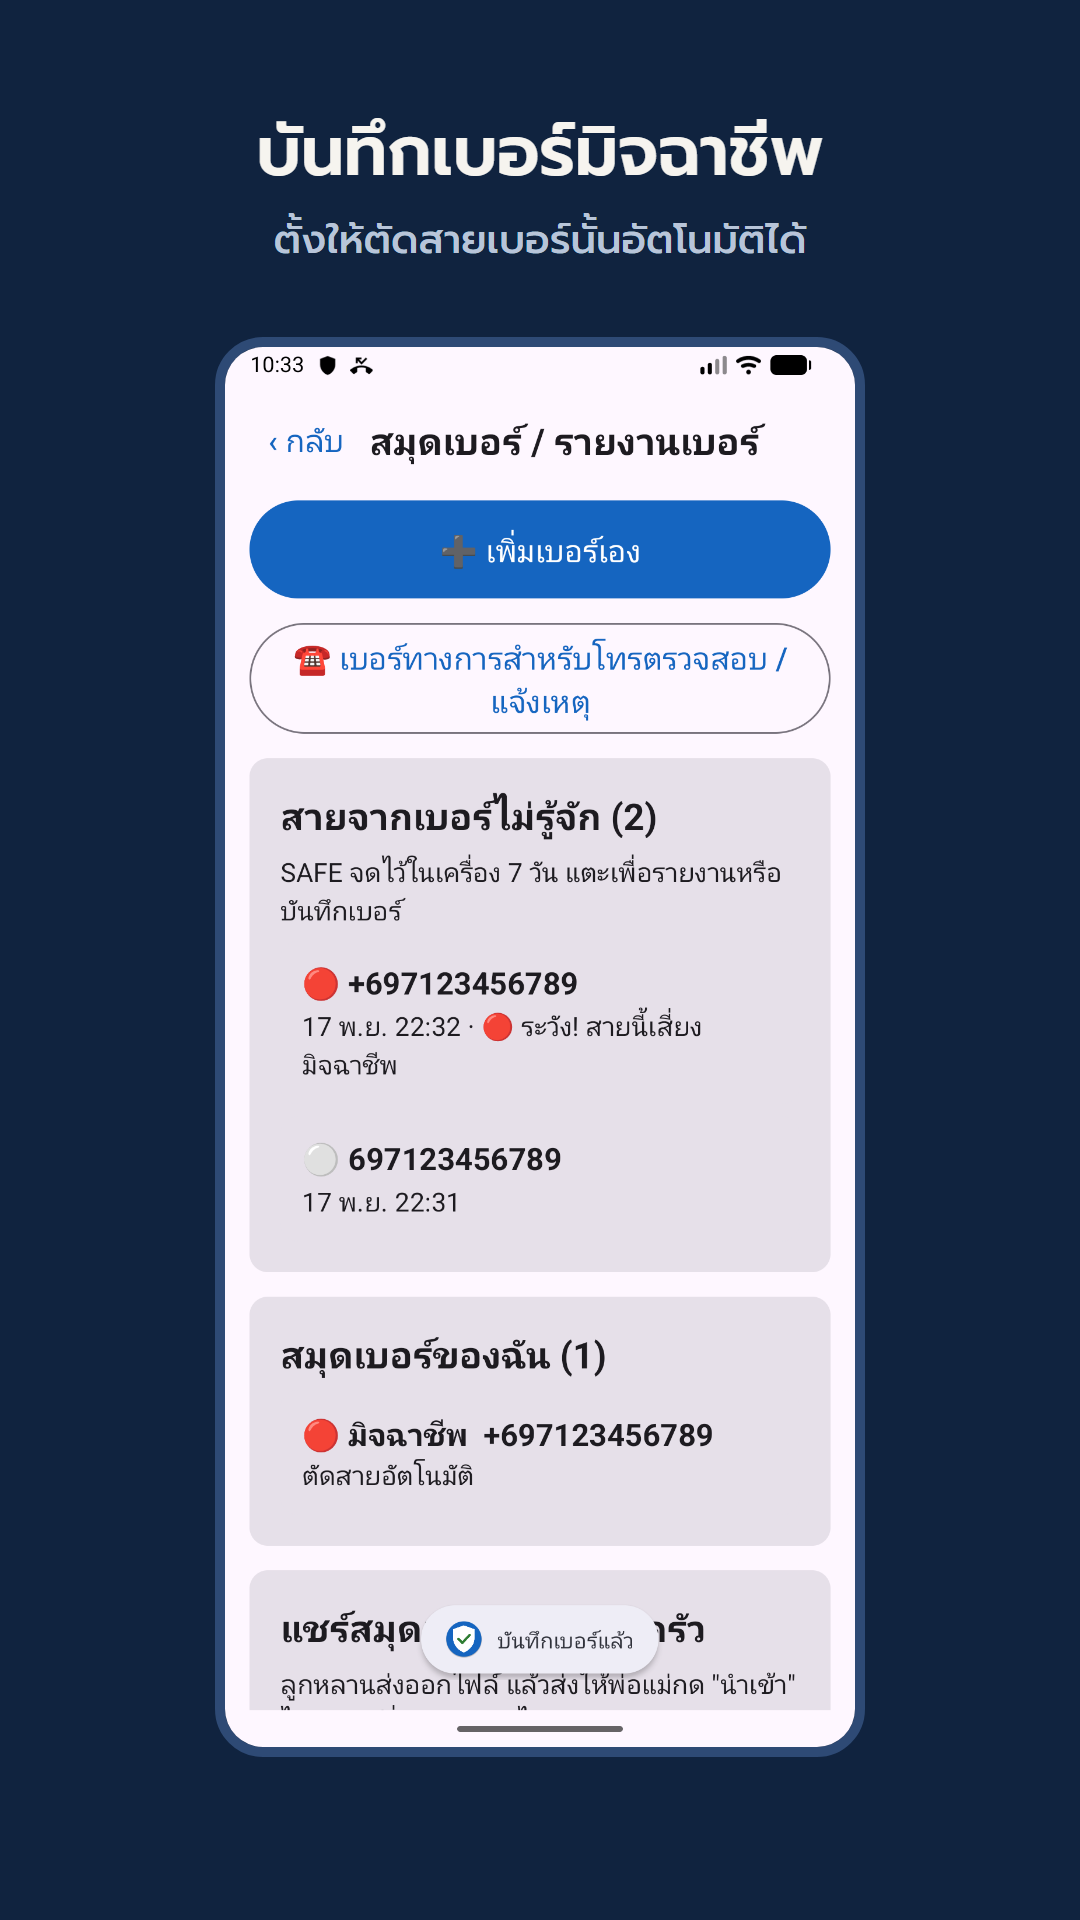 บันทึกเบอร์มิจฉาชีพ
ตั้งให้ตัดสายเบอร์นั้นอัตโนมัติได้
10:33
‹ กลับ สมุดเบอร์ / รายงานเบอร์
➕ เพิ่มเบอร์เอง
☎️ เบอร์ทางการสำหรับโทรตรวจสอบ /
แจ้งเหตุ
สายจากเบอร์ไม่รู้จัก (2)
SAFE จดไว้ในเครื่อง 7 วัน แตะเพื่อรายงานหรือ
บันทึกเบอร์
🔴 +697123456789
17 พ.ย. 22:32 · 🔴 ระวัง! สายนี้เสี่ยง
มิจฉาชีพ
⚪ 697123456789
17 พ.ย. 22:31
สมุดเบอร์ของฉัน (1)
🔴 มิจฉาชีพ +697123456789
ตัดสายอัตโนมัติ
แชร์สมุด
บันทึกเบอร์แล้ว
ลูกหลานส่งออกไฟล์ แล้วส่งให้พ่อแม่กด "นำเข้า"